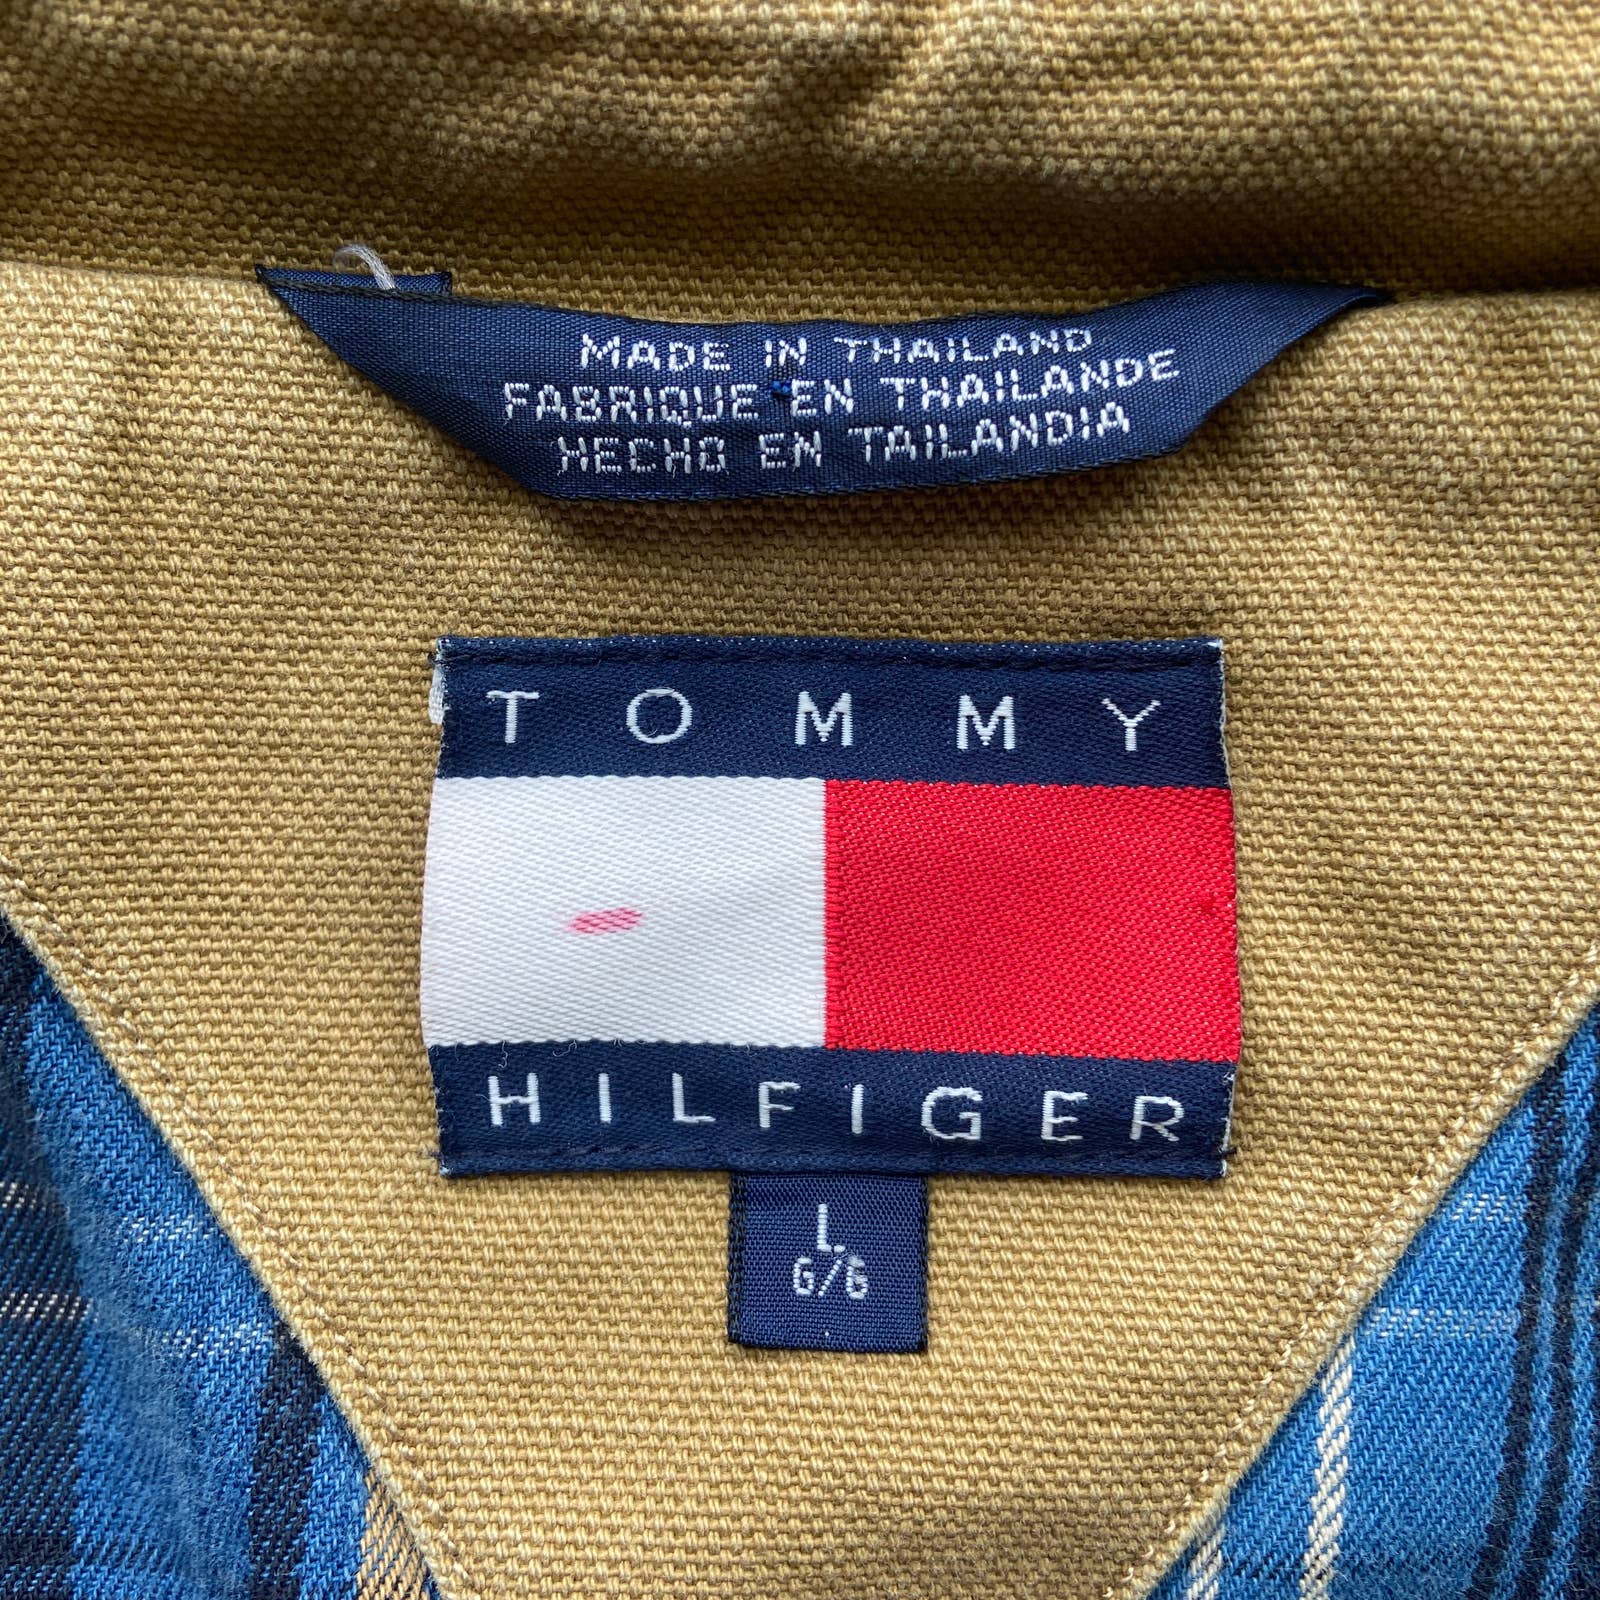 MADE IN THAILAND
FABRIQUE EN THAILANDE
HECHO EN TAILANDIA
TOMMY
HILFIGER
L
G/G